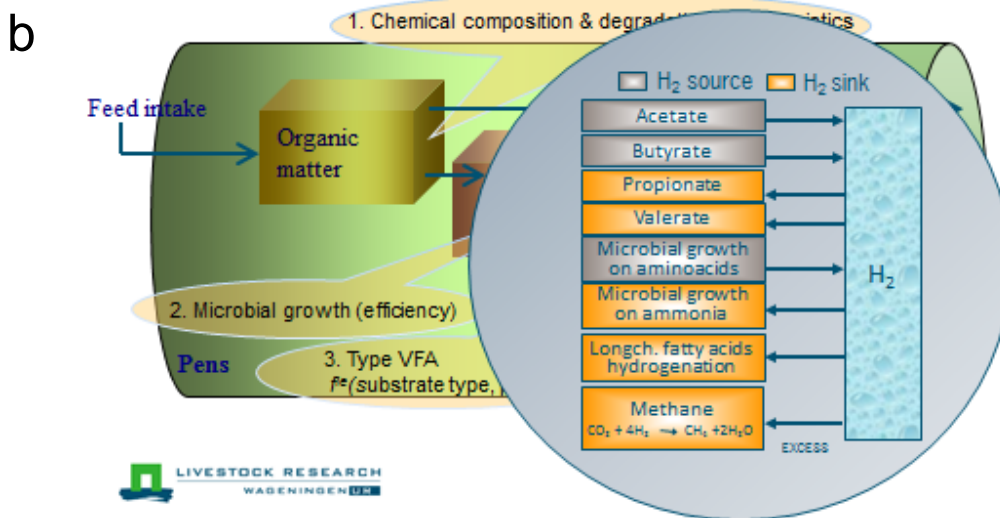 b
1. Chemical composition & degrad
istics
Feed intake
Organic
matter
2. Microbial growth (efficiency)
Pens
3. Type VFA
(substrate type,
LIVESTOCK RESEARCH
WAGENINGEN UR
H₂ source
H₂ sink
Acetate
Butyrate
Propionate
Valerate
Microbial growth
on aminoacids
Microbial growth
on ammonia
Longch. fatty acids
hydrogenation
Methane
CO₂ + 4H₂ → CH₄ +2H₂O
EXCESS
H₂